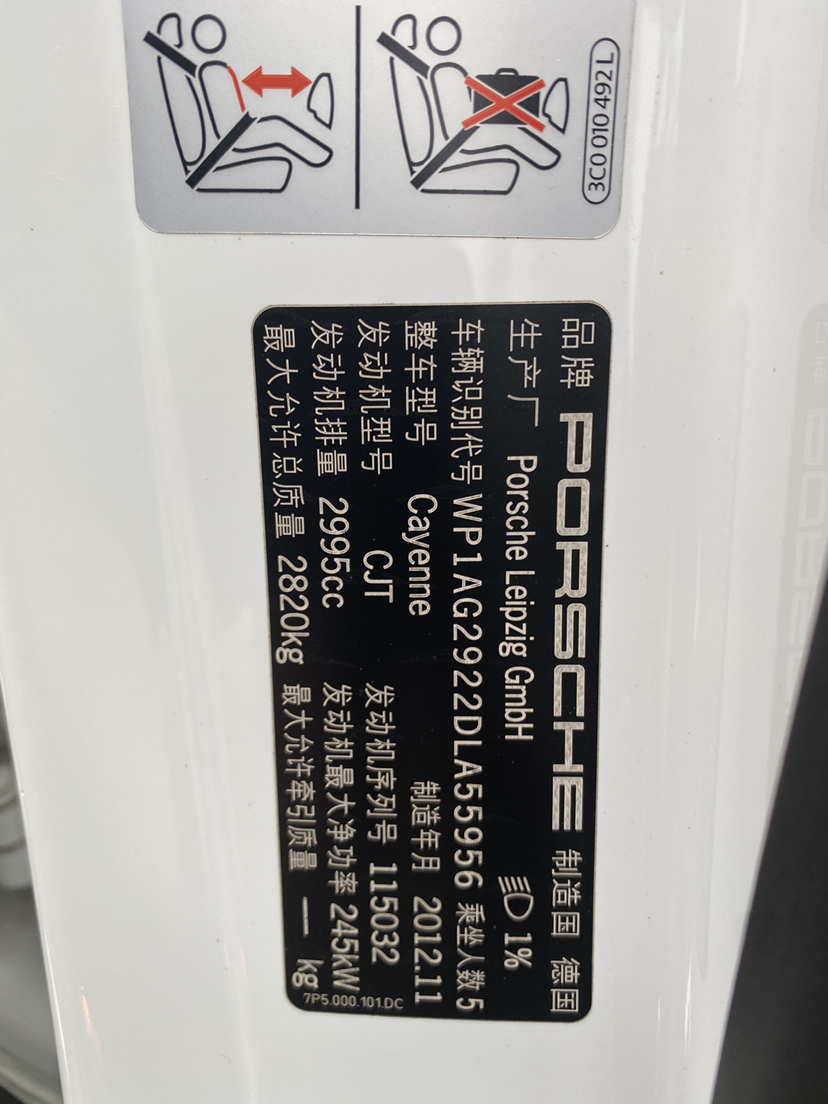 3C0 010 492 L
品牌 PORSCHE 制造国 德国
生产厂 Porsche Leipzig GmbH 1%
车辆识别代号 WP1AG2922DLA55956 乘坐人数 5
整车型号 Cayenne 制造年月 2012.11
发动机型号 CJT 发动机序列号 115032
发动机排量 2995cc 发动机最大净功率 245kW
最大允许总质量 2820kg 最大允许牵引质量 — kg
7P5.000.101.DC